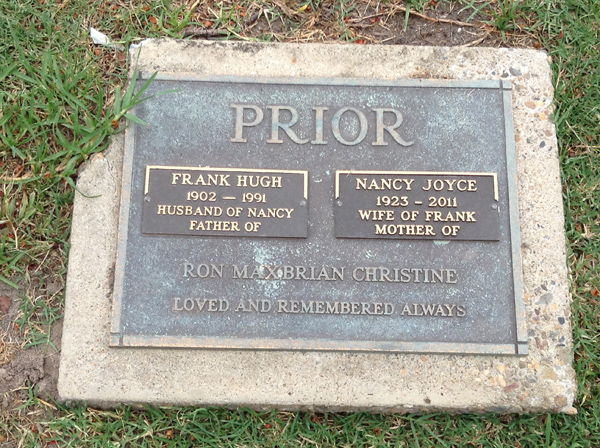 PRIOR
FRANK HUGH
1902 — 1991
HUSBAND OF NANCY
FATHER OF
NANCY JOYCE
1923 – 2011
WIFE OF FRANK
MOTHER OF
RON MAX BRIAN CHRISTINE
LOVED AND REMEMBERED ALWAYS